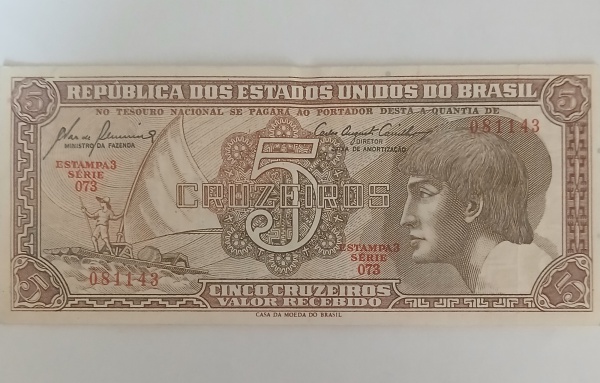 5
REPÚBLICA DOS ESTADOS UNIDOS DO BRASIL
5
NO TESOURO NACIONAL SE PAGARÁ AO PORTADOR DESTA A QUANTIA DE
MINISTRO DA FAZENDA
DIRETOR
CAIXA DE AMORTIZAÇÃO
081143
ESTAMPA 3
SÉRIE
073
5
CRUZEIROS
ESTAMPA 3
SÉRIE
073
081143
5
CINCO CRUZEIROS
VALOR RECEBIDO
5
CASA DA MOEDA DO BRASIL